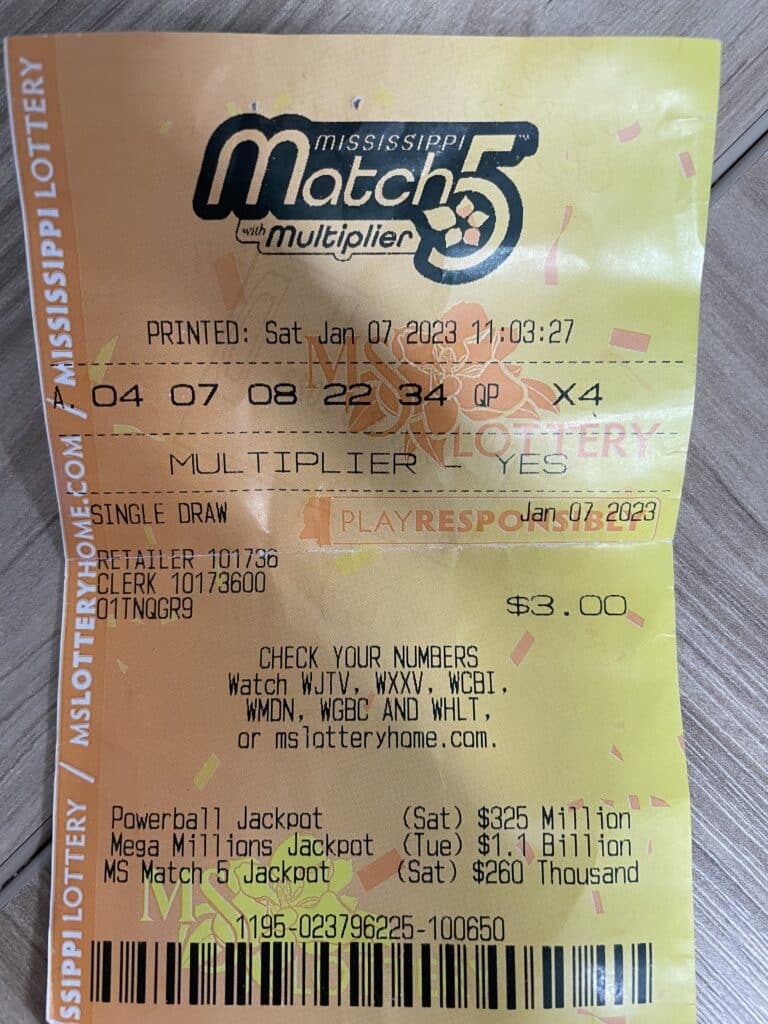 MISSISSIPPI
Match 5™
with Multiplier
PRINTED: Sat Jan 07 2023 11:03:27
A. 04 07 08 22 34 QP X4
MS LOTTERY
MULTIPLIER - YES
SINGLE DRAW Jan 07 2023
PLAYRESPONSIBLY
RETAILER 101736
CLERK 10173600
01TNQGR9
$3.00
CHECK YOUR NUMBERS
Watch WJTV, WXXV, WCBI,
WMDN, WGBC AND WHLT,
or mslotteryhome.com.
Powerball Jackpot (Sat) $325 Million
Mega Millions Jackpot (Tue) $1.1 Billion
MS Match 5 Jackpot (Sat) $260 Thousand
MS LOTTERY
1195-023796225-100650
SSIPPI LOTTERY / MSLOTTERYHOME.COM / MISSISSIPPI LOTTERY